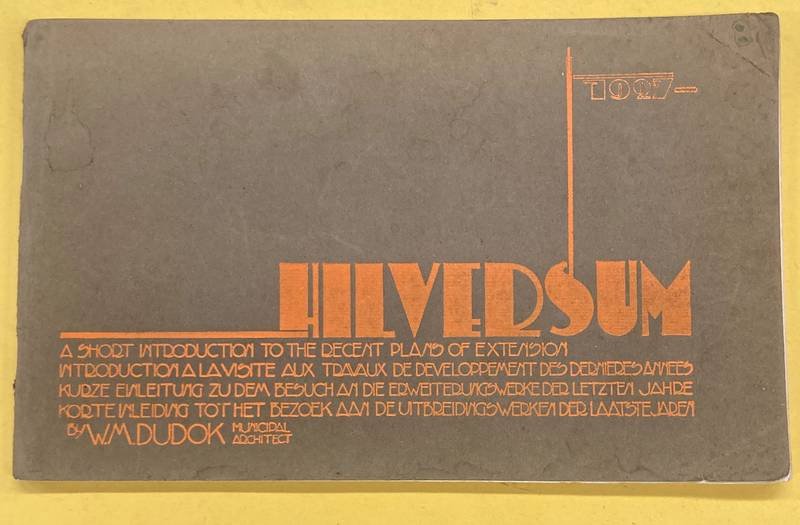 1927
HILVERSUM
A SHORT INTRODUCTION TO THE RECENT PLANS OF EXTENSION
INTRODUCTION A LA VISITE AUX TRAVAUX DE DEVELOPPEMENT DES DERNIERES ANNEES
KURZE EINLEITUNG ZU DEM BESUCH AN DIE ERWEITERUNGSWERKE DER LETZTEN JAHRE
KORTE INLEIDING TOT HET BEZOEK AAN DE UITBREIDINGSWERKEN DER LAATSTE JAREN
BY W.M. DUDOK MUNICIPAL
ARCHITECT